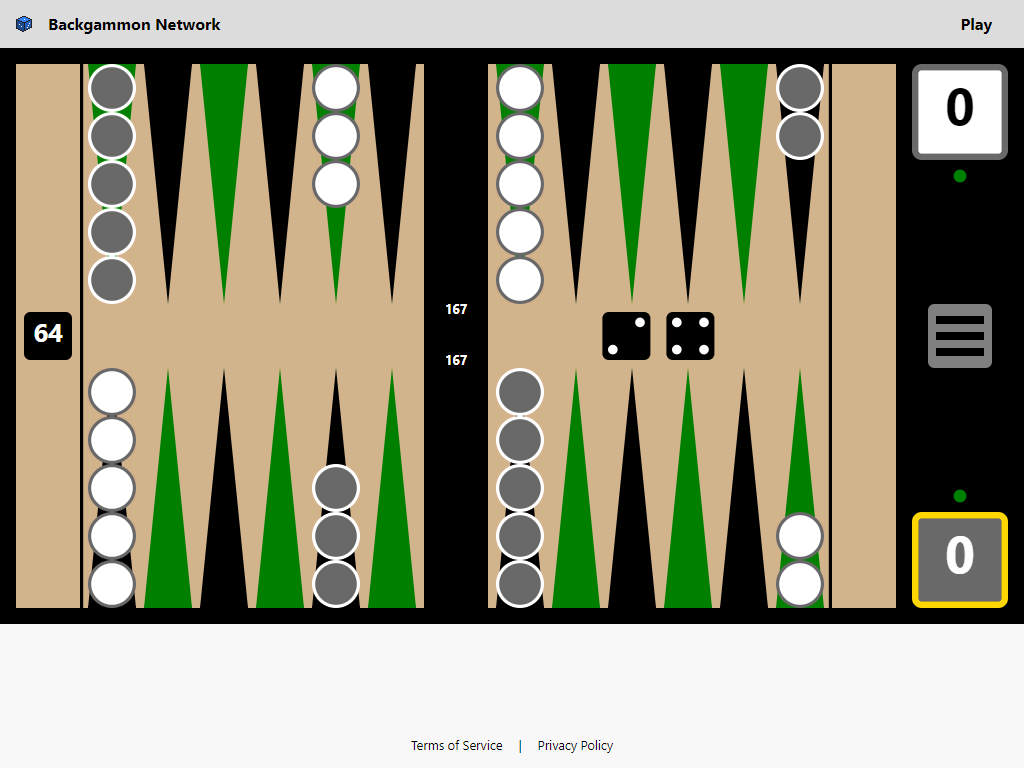 Backgammon Network
Play
0
167
64
167
0
Terms of Service | Privacy Policy